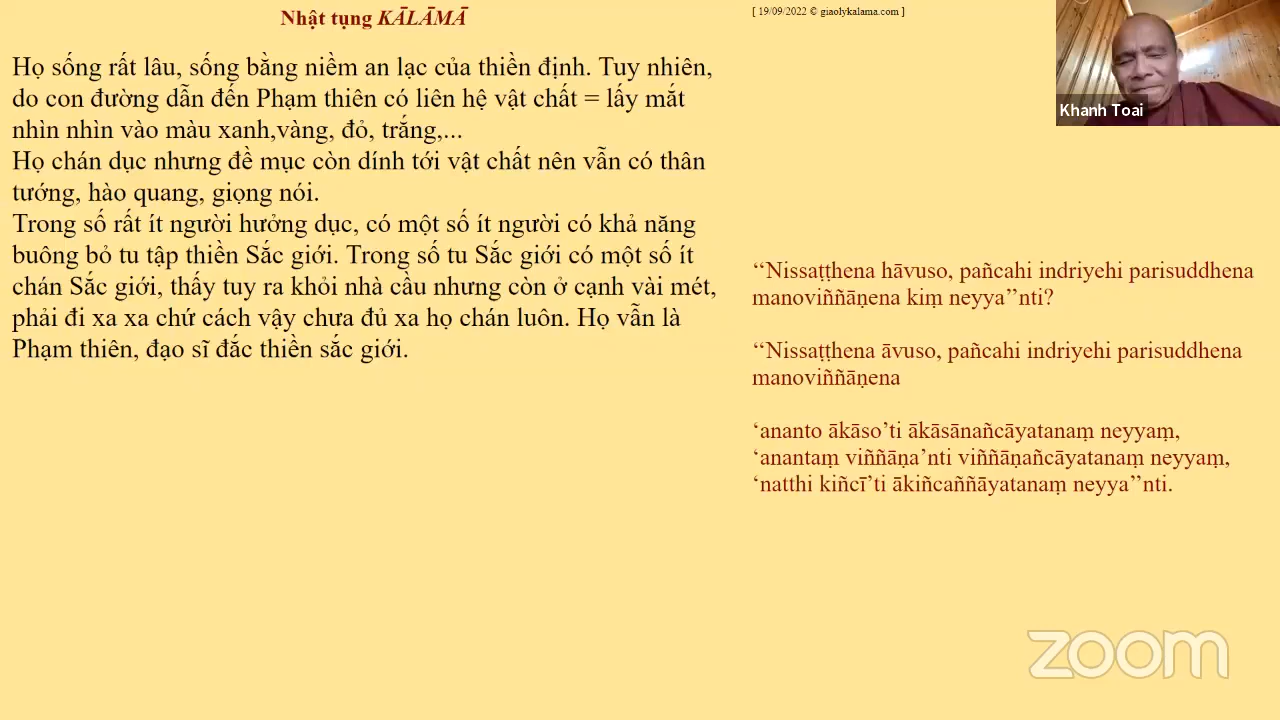 Nhật tụng KĀLĀMĀ
[ 19/09/2022 © giaolykalama.com ]
Họ sống rất lâu, sống bằng niềm an lạc của thiền định. Tuy nhiên,
do con đường dẫn đến Phạm thiên có liên hệ vật chất = lấy mắt
nhìn nhìn vào màu xanh,vàng, đỏ, trắng,...
Họ chán dục nhưng đề mục còn dính tới vật chất nên vẫn có thân
tướng, hào quang, giọng nói.
Trong số rất ít người hưởng dục, có một số ít người có khả năng
buông bỏ tu tập thiền Sắc giới. Trong số tu Sắc giới có một số ít
chán Sắc giới, thấy tuy ra khỏi nhà cầu nhưng còn ở cạnh vài mét,
phải đi xa xa chứ cách vậy chưa đủ xa họ chán luôn. Họ vẫn là
Phạm thiên, đạo sĩ đắc thiền sắc giới.
‘‘Nissaṭṭhena hāvuso, pañcahi indriyehi parisuddhena
manoviññāṇena kiṃ neyya’’nti?
‘‘Nissaṭṭhena āvuso, pañcahi indriyehi parisuddhena
manoviññāṇena
‘ananto ākāso’ti ākāsānañcāyatanaṃ neyyaṃ,
‘anantaṃ viññāṇa’nti viññāṇañcāyatanaṃ neyyaṃ,
‘natthi kiñcī’ti ākiñcaññāyatanaṃ neyya’’nti.
Khanh Toai
zoom